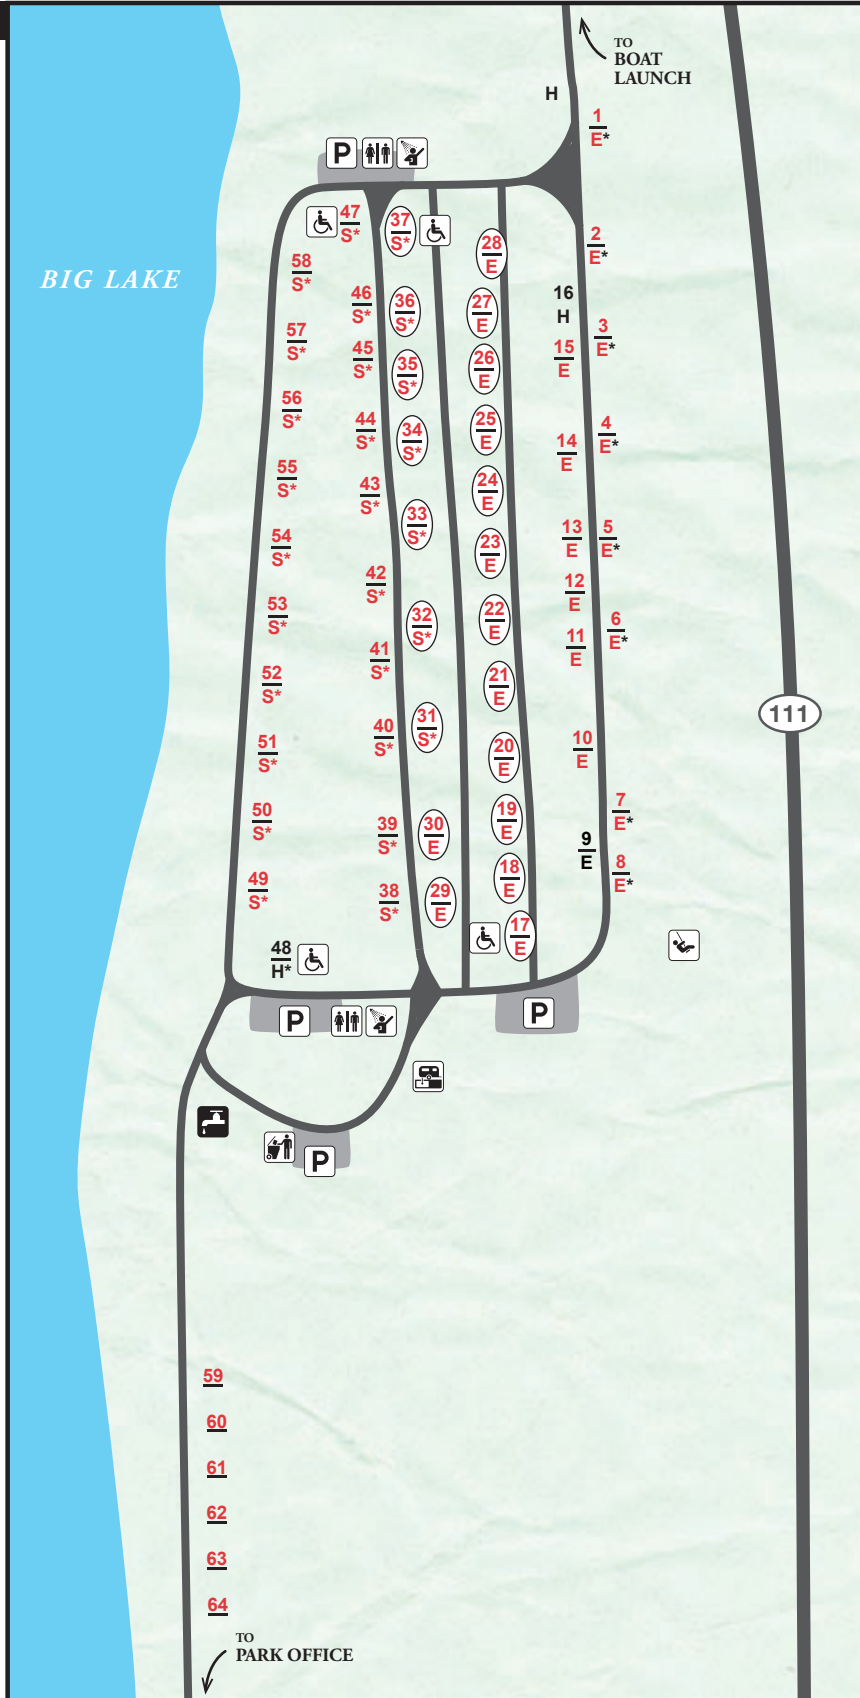 TO
BOAT
LAUNCH
H
1
E*
P
47
S*
37
S*
2
E*
28
E
BIG LAKE
58
S*
46
S*
36
S*
27
E
16
H
57
S*
45
S*
35
S*
26
E
15
E
3
E*
56
S*
44
S*
34
S*
25
E
14
E
4
E*
55
S*
43
S*
33
S*
24
E
54
S*
23
E
13
E
5
E*
42
S*
12
E
53
S*
32
S*
22
E
11
E
6
E*
52
S*
41
S*
21
E
111
51
S*
40
S*
31
S*
20
E
10
E
50
S*
39
S*
30
E
19
E
7
E*
49
S*
38
S*
29
E
18
E
9
E
8
E*
48
H*
17
E
P
P
P
59
60
61
62
63
64
TO
PARK OFFICE